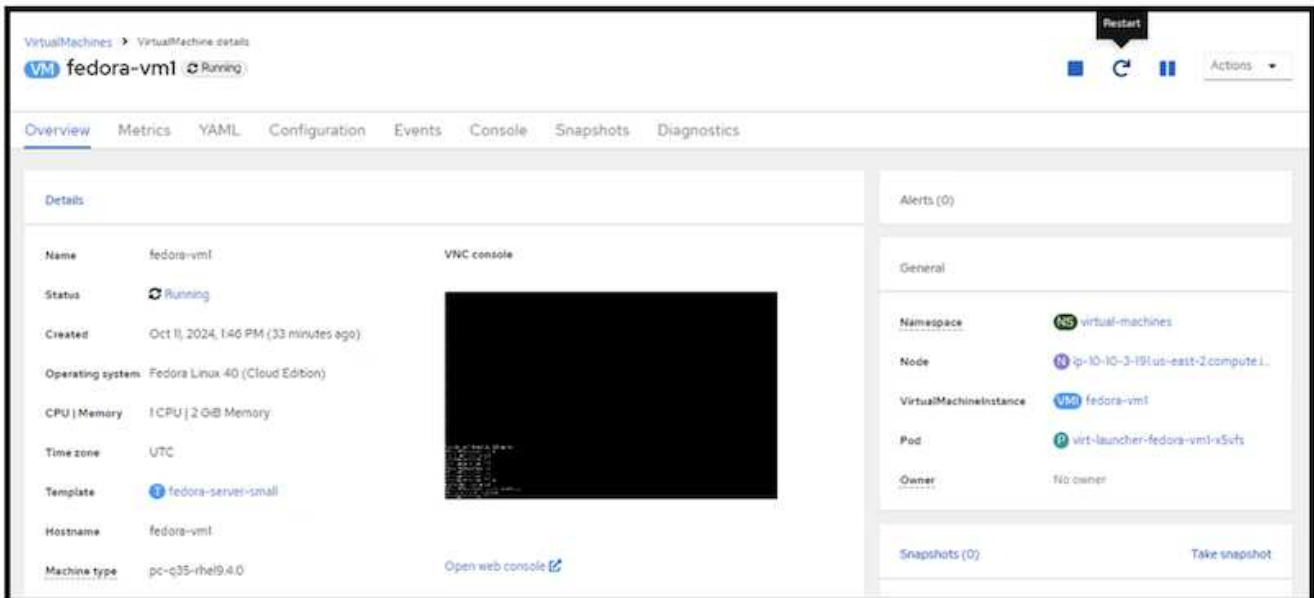 Restart
VirtualMachines > VirtualMachine details
VM fedora-vm1 Running
Actions
Overview Metrics YAML Configuration Events Console Snapshots Diagnostics
Details
Name fedora-vm1
Status Running
Created Oct 11, 2024, 1:46 PM (33 minutes ago)
Operating system Fedora Linux 40 (Cloud Edition)
CPU | Memory 1 CPU | 2 GiB Memory
Time zone UTC
Template T fedora-server-small
Hostname fedora-vm1
Machine type pc-q35-rhel9.4.0
VNC console
Open web console
Alerts (0)
General
Namespace NS virtual-machines
Node N ip-10-10-3-191.us-east-2.compute.i...
VirtualMachineInstance VMI fedora-vm1
Pod P virt-launcher-fedora-vm1-x5vfs
Owner No owner
Snapshots (0) Take snapshot